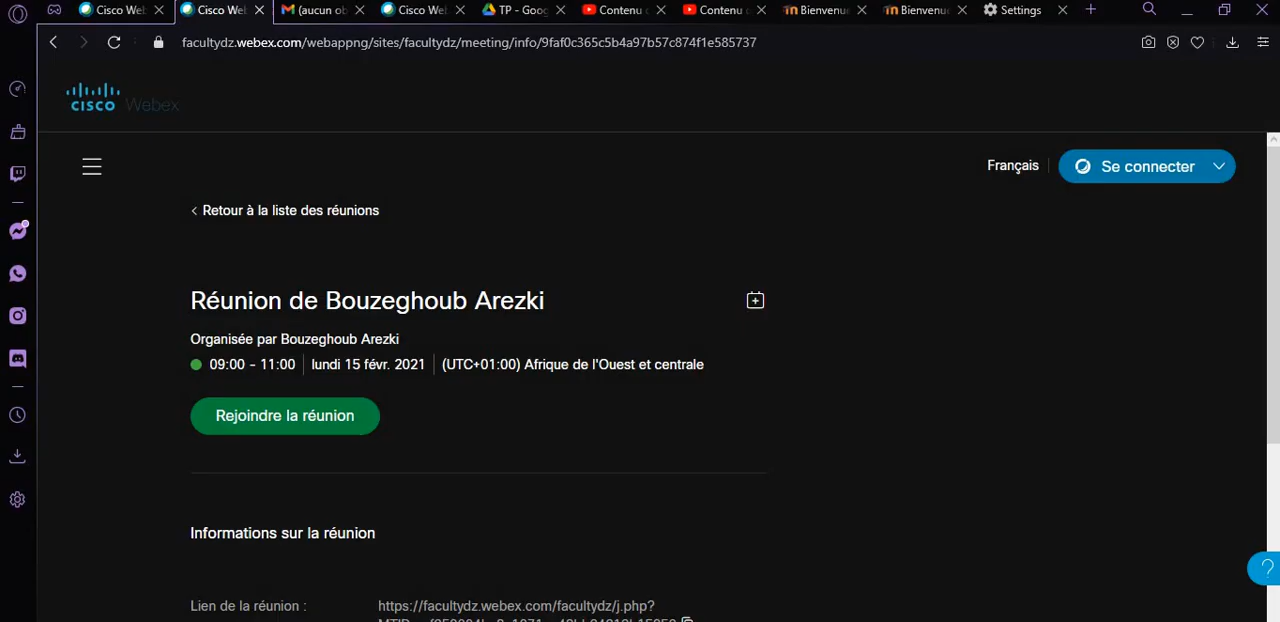 Cisco Web
Cisco Web
(aucun ob
Cisco Web
TP - Goog
Contenu
Contenu
Bienvenu
Bienvenu
Settings
facultydz.webex.com/webappng/sites/facultydz/meeting/info/9faf0c365c5b4a97b57c874f1e585737
CISCO Webex
Français
Se connecter
Retour à la liste des réunions
Réunion de Bouzeghoub Arezki
Organisée par Bouzeghoub Arezki
09:00 - 11:00 | lundi 15 févr. 2021 | (UTC+01:00) Afrique de l'Ouest et centrale
Rejoindre la réunion
Informations sur la réunion
Lien de la réunion : https://facultydz.webex.com/facultydz/j.php?